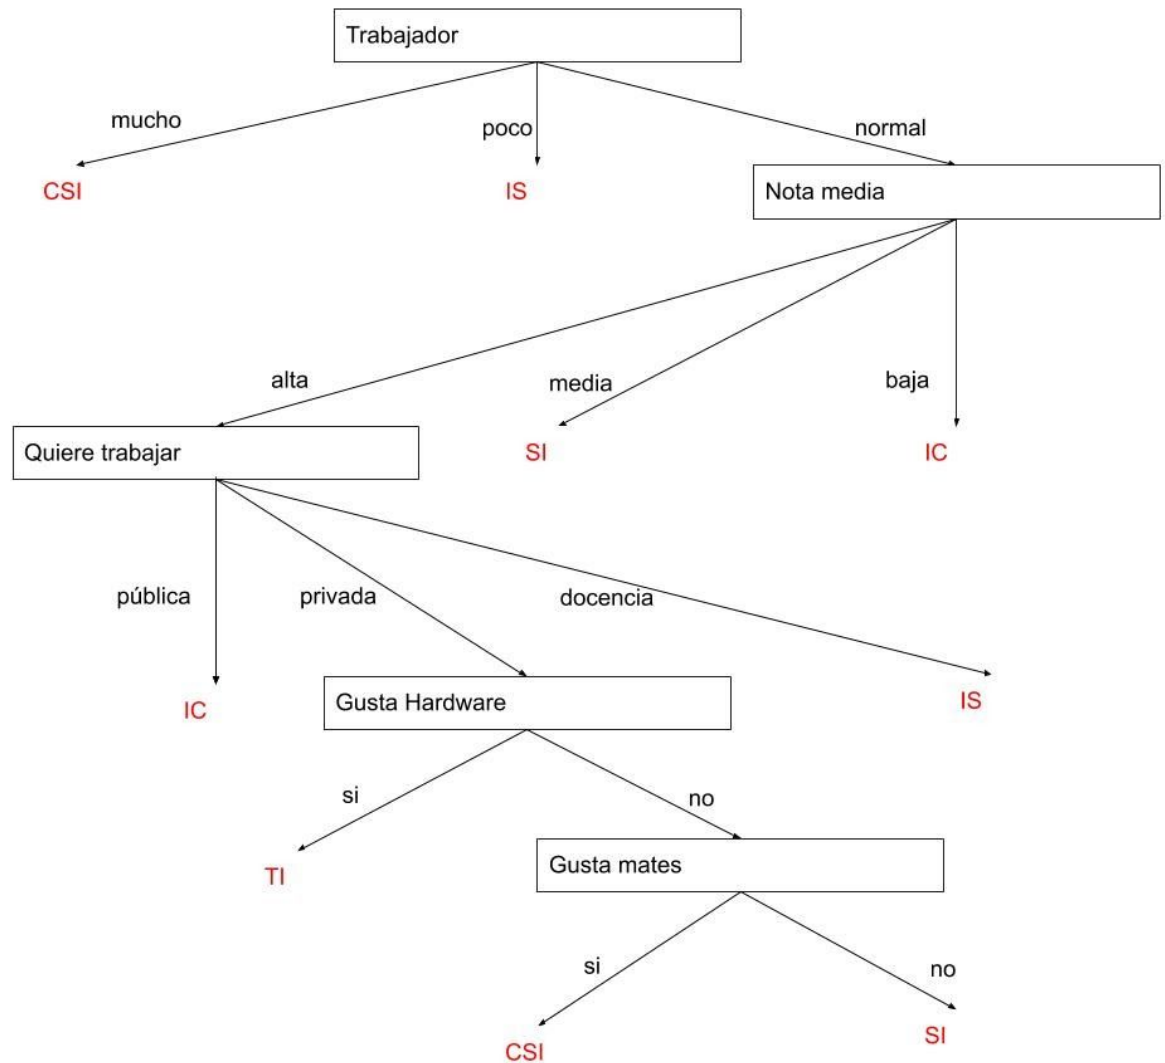 Trabajador
mucho
poco
normal
CSI
IS
Nota media
alta
media
baja
Quiere trabajar
SI
IC
pública
privada
docencia
IC
Gusta Hardware
IS
si
no
TI
Gusta mates
si
no
CSI
SI